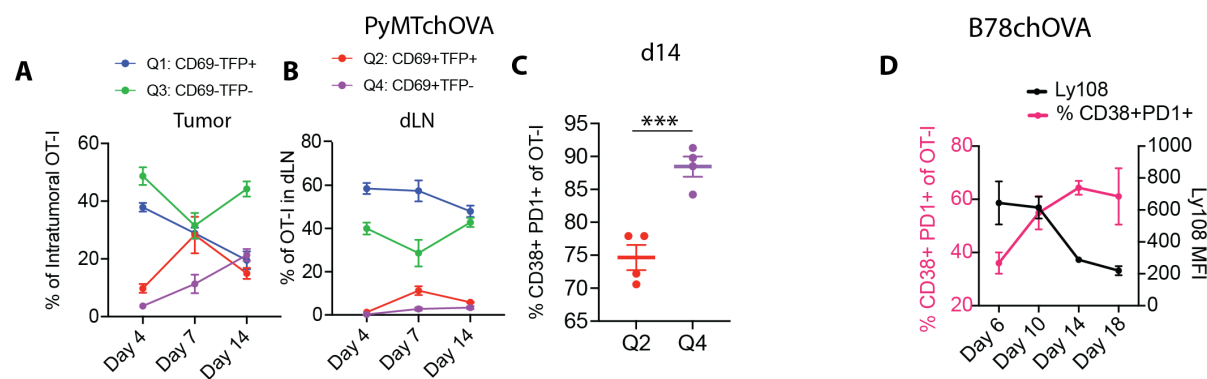 PyMTchOVA
B78chOVA
A
Q1: CD69-TFP+
Q3: CD69-TFP-
Tumor
% of Intratumoral OT-I
60
40
20
0
Day 4
Day 7
Day 14
B
Q2: CD69+TFP+
Q4: CD69+TFP-
dLN
% of OT-I in dLN
80
60
40
20
0
Day 4
Day 7
Day 14
C
d14
***
% CD38+ PD1+ of OT-I
95
90
85
80
75
70
65
Q2
Q4
D
Ly108
% CD38+PD1+
% CD38+ PD1+ of OT-I
80
60
40
20
1000
800
600
400
200
0
Ly108 MFI
Day 6
Day 10
Day 14
Day 18